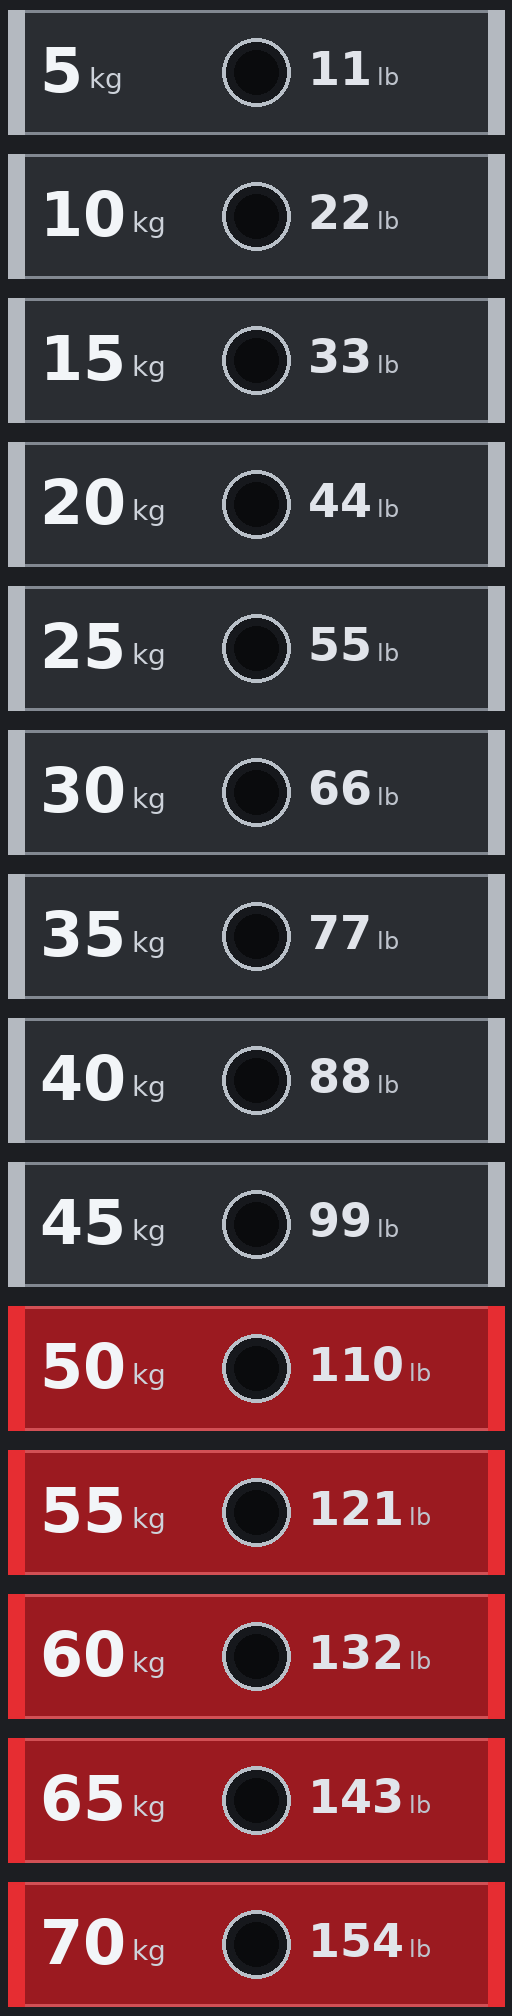 5 kg 11 lb
10 kg 22 lb
15 kg 33 lb
20 kg 44 lb
25 kg 55 lb
30 kg 66 lb
35 kg 77 lb
40 kg 88 lb
45 kg 99 lb
50 kg 110 lb
55 kg 121 lb
60 kg 132 lb
65 kg 143 lb
70 kg 154 lb